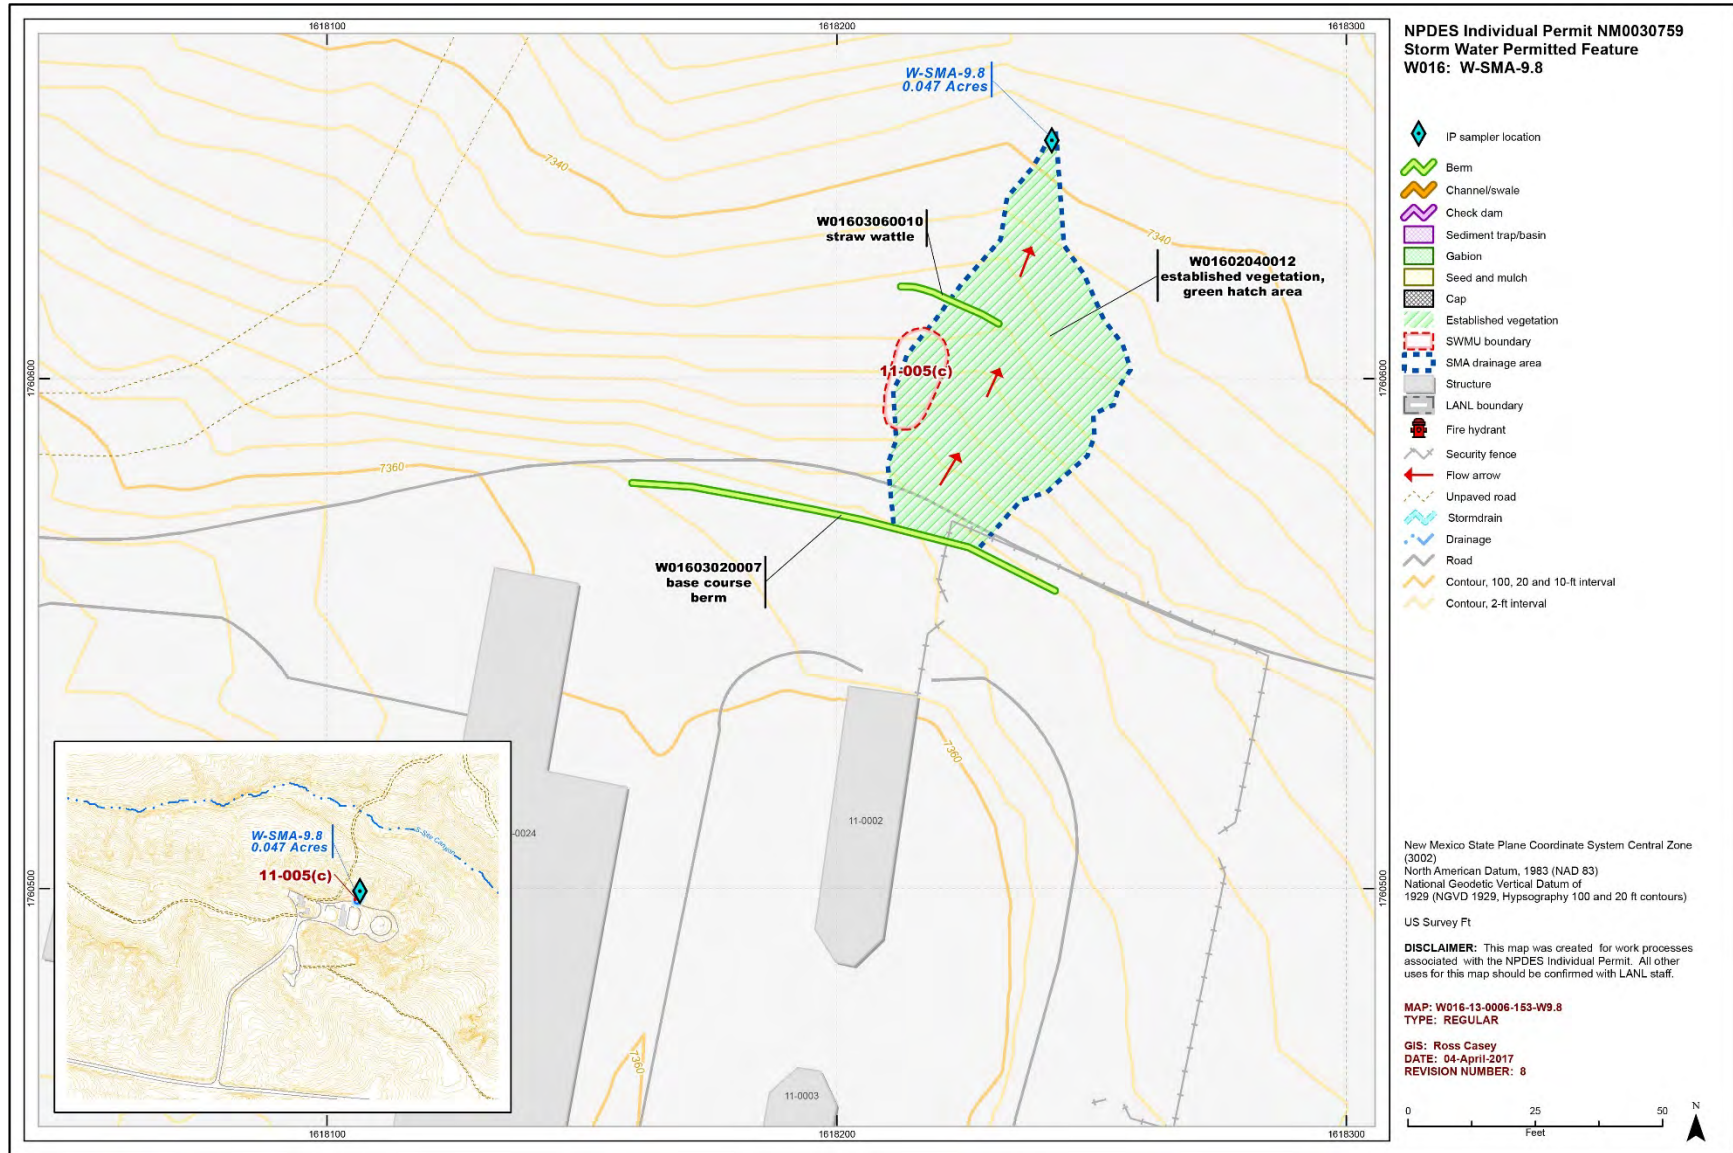 1618100
1618200
1618300
NPDES Individual Permit NM0030759
Storm Water Permitted Feature
W016: W-SMA-9.8
W-SMA-9.8
0.047 Acres
IP sampler location
Berm
Channel/swale
Check dam
Sediment trap/basin
Gabion
Seed and mulch
Cap
Established vegetation
SWMU boundary
SMA drainage area
Structure
LANL boundary
Fire hydrant
Security fence
Flow arrow
Unpaved road
Stormdrain
Drainage
Road
Contour, 100, 20 and 10-ft interval
Contour, 2-ft interval
7340
W01603060010
straw wattle
7340
W01602040012
established vegetation,
green hatch area
1760600
11-005(c)
1760600
7360
W01603020007
base course
berm
7360
-0024
11-0002
W-SMA-9.8
0.047 Acres
S-Site Canyon
11-005(c)
1760500
1760500
7360
11-0003
New Mexico State Plane Coordinate System Central Zone
(3002)
North American Datum, 1983 (NAD 83)
National Geodetic Vertical Datum of
1929 (NGVD 1929, Hypsography 100 and 20 ft contours)
US Survey Ft
DISCLAIMER: This map was created for work processes
associated with the NPDES Individual Permit. All other
uses for this map should be confirmed with LANL staff.
MAP: W016-13-0006-153-W9.8
TYPE: REGULAR
GIS: Ross Casey
DATE: 04-April-2017
REVISION NUMBER: 8
0 25 50
Feet
N
1618100
1618200
1618300